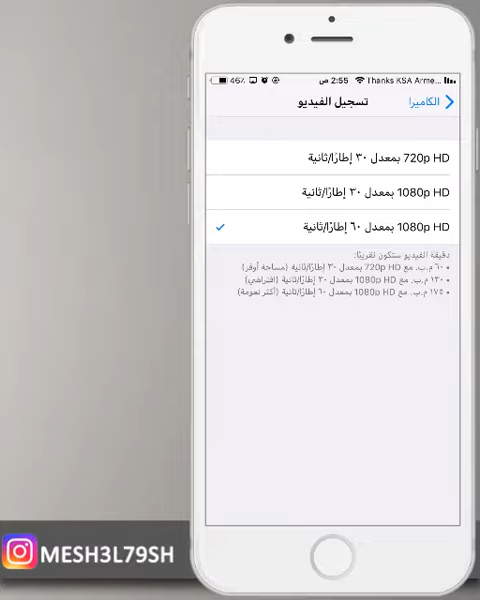 46٪ 2:55 ص Thanks KSA Arme...
الكاميرا
تسجيل الفيديو
720p HD بمعدل ٣٠ إطارًا/ثانية
1080p HD بمعدل ٣٠ إطارًا/ثانية
1080p HD بمعدل ٦٠ إطارًا/ثانية
دقيقة الفيديو ستكون تقريبًا:
• ٦٠ م.ب. مع 720p HD بمعدل ٣٠ إطارًا/ثانية (مساحة أوفر)
• ١٣٠ م.ب. مع 1080p HD بمعدل ٣٠ إطارًا/ثانية (افتراضي)
• ١٧٥ م.ب. مع 1080p HD بمعدل ٦٠ إطارًا/ثانية (أكثر نعومة)
MESH3L79SH